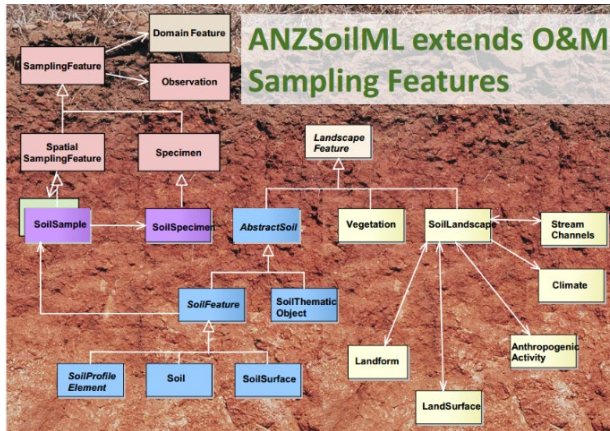 ANZSoilML extends O&M
Sampling Features
Domain Feature
SamplingFeature
Observation
Spatial
SamplingFeature
Specimen
Landscape
Feature
SoilSample
SoilSpecimen
AbstractSoil
Vegetation
SoilLandscape
Stream
Channels
Climate
SoilFeature
SoilThematic
Object
Landform
Anthropogenic
Activity
SoilProfile
Element
Soil
SoilSurface
LandSurface